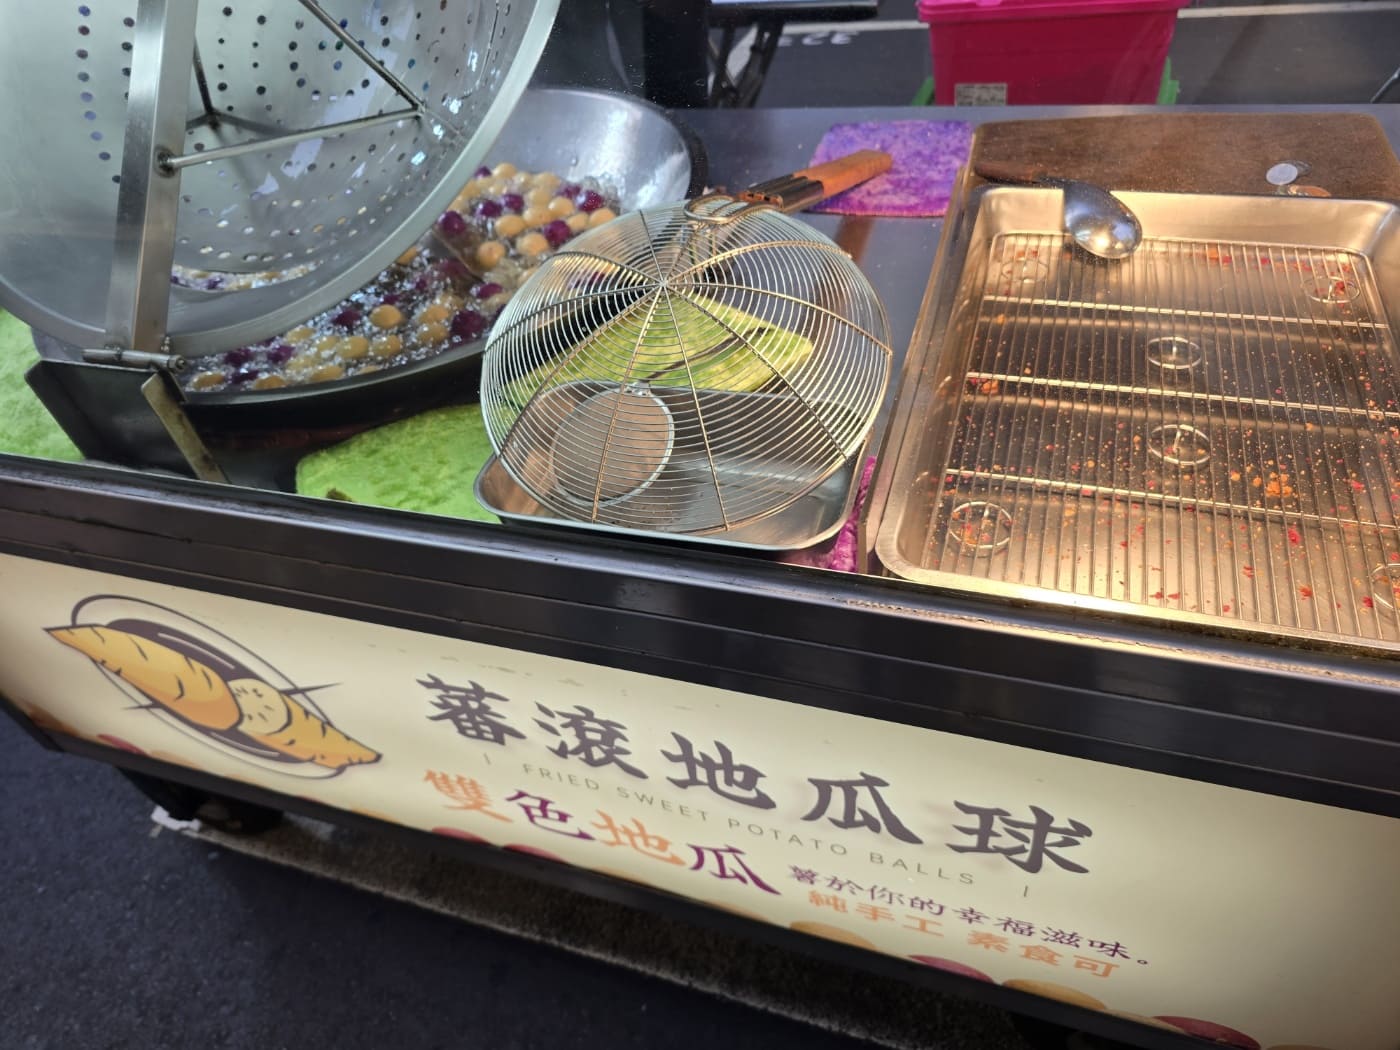 蕃滾地瓜球
FRIED SWEET POTATO BALLS
雙色地瓜
薯於你的幸福滋味。
純手工 素食可